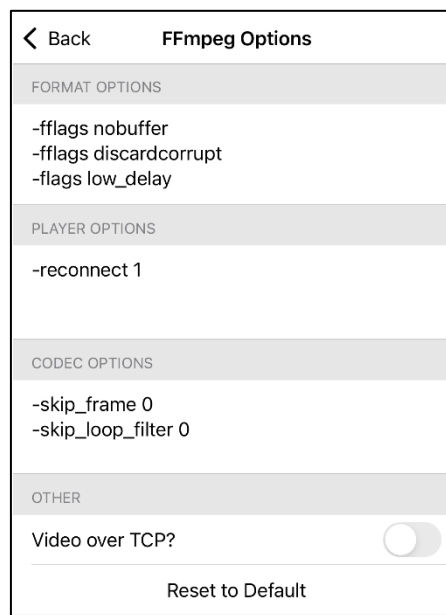 Back
FFmpeg Options
FORMAT OPTIONS
-fflags nobuffer
-fflags discardcorrupt
-flags low_delay
PLAYER OPTIONS
-reconnect 1
CODEC OPTIONS
-skip_frame 0
-skip_loop_filter 0
OTHER
Video over TCP?
Reset to Default